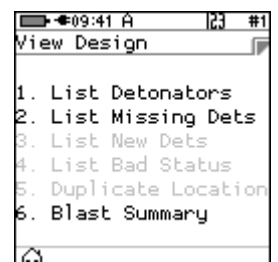 09:41 A 123 #1
View Design
1. List Detonators
2. List Missing Dets
3. List New Dets
4. List Bad Status
5. Duplicate Location
6. Blast Summary